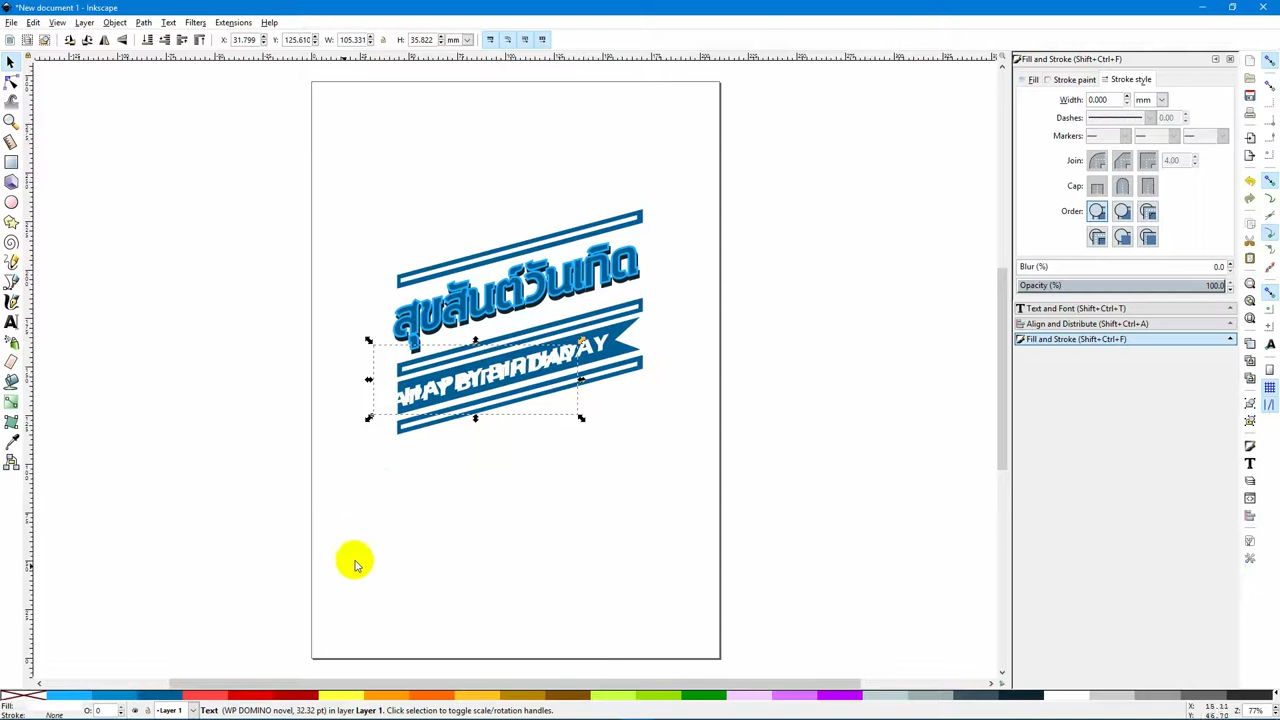 *New document 1 - Inkscape
File Edit View Layer Object Path Text Filters Extensions Help
X: 31.799 Y: 125.610 W: 105.331 H: 35.822 mm
Fill and Stroke (Shift+Ctrl+F)
Fill Stroke paint Stroke style
Width: 0.000 mm
Dashes: 0.00
Markers:
Join: 4.00
Cap:
Order:
Blur (%) 0.0
Opacity (%) 100.0
Text and Font (Shift+Ctrl+T)
Align and Distribute (Shift+Ctrl+A)
Fill and Stroke (Shift+Ctrl+F)
สุขสันต์วันเกิด
Fill:
Stroke: None
O: 0
Layer 1
Text (WP DOMINO novel, 32.32 pt) in layer Layer 1. Click selection to toggle scale/rotation handles.
X: 15.11
Y: 46.70
Z: 77%